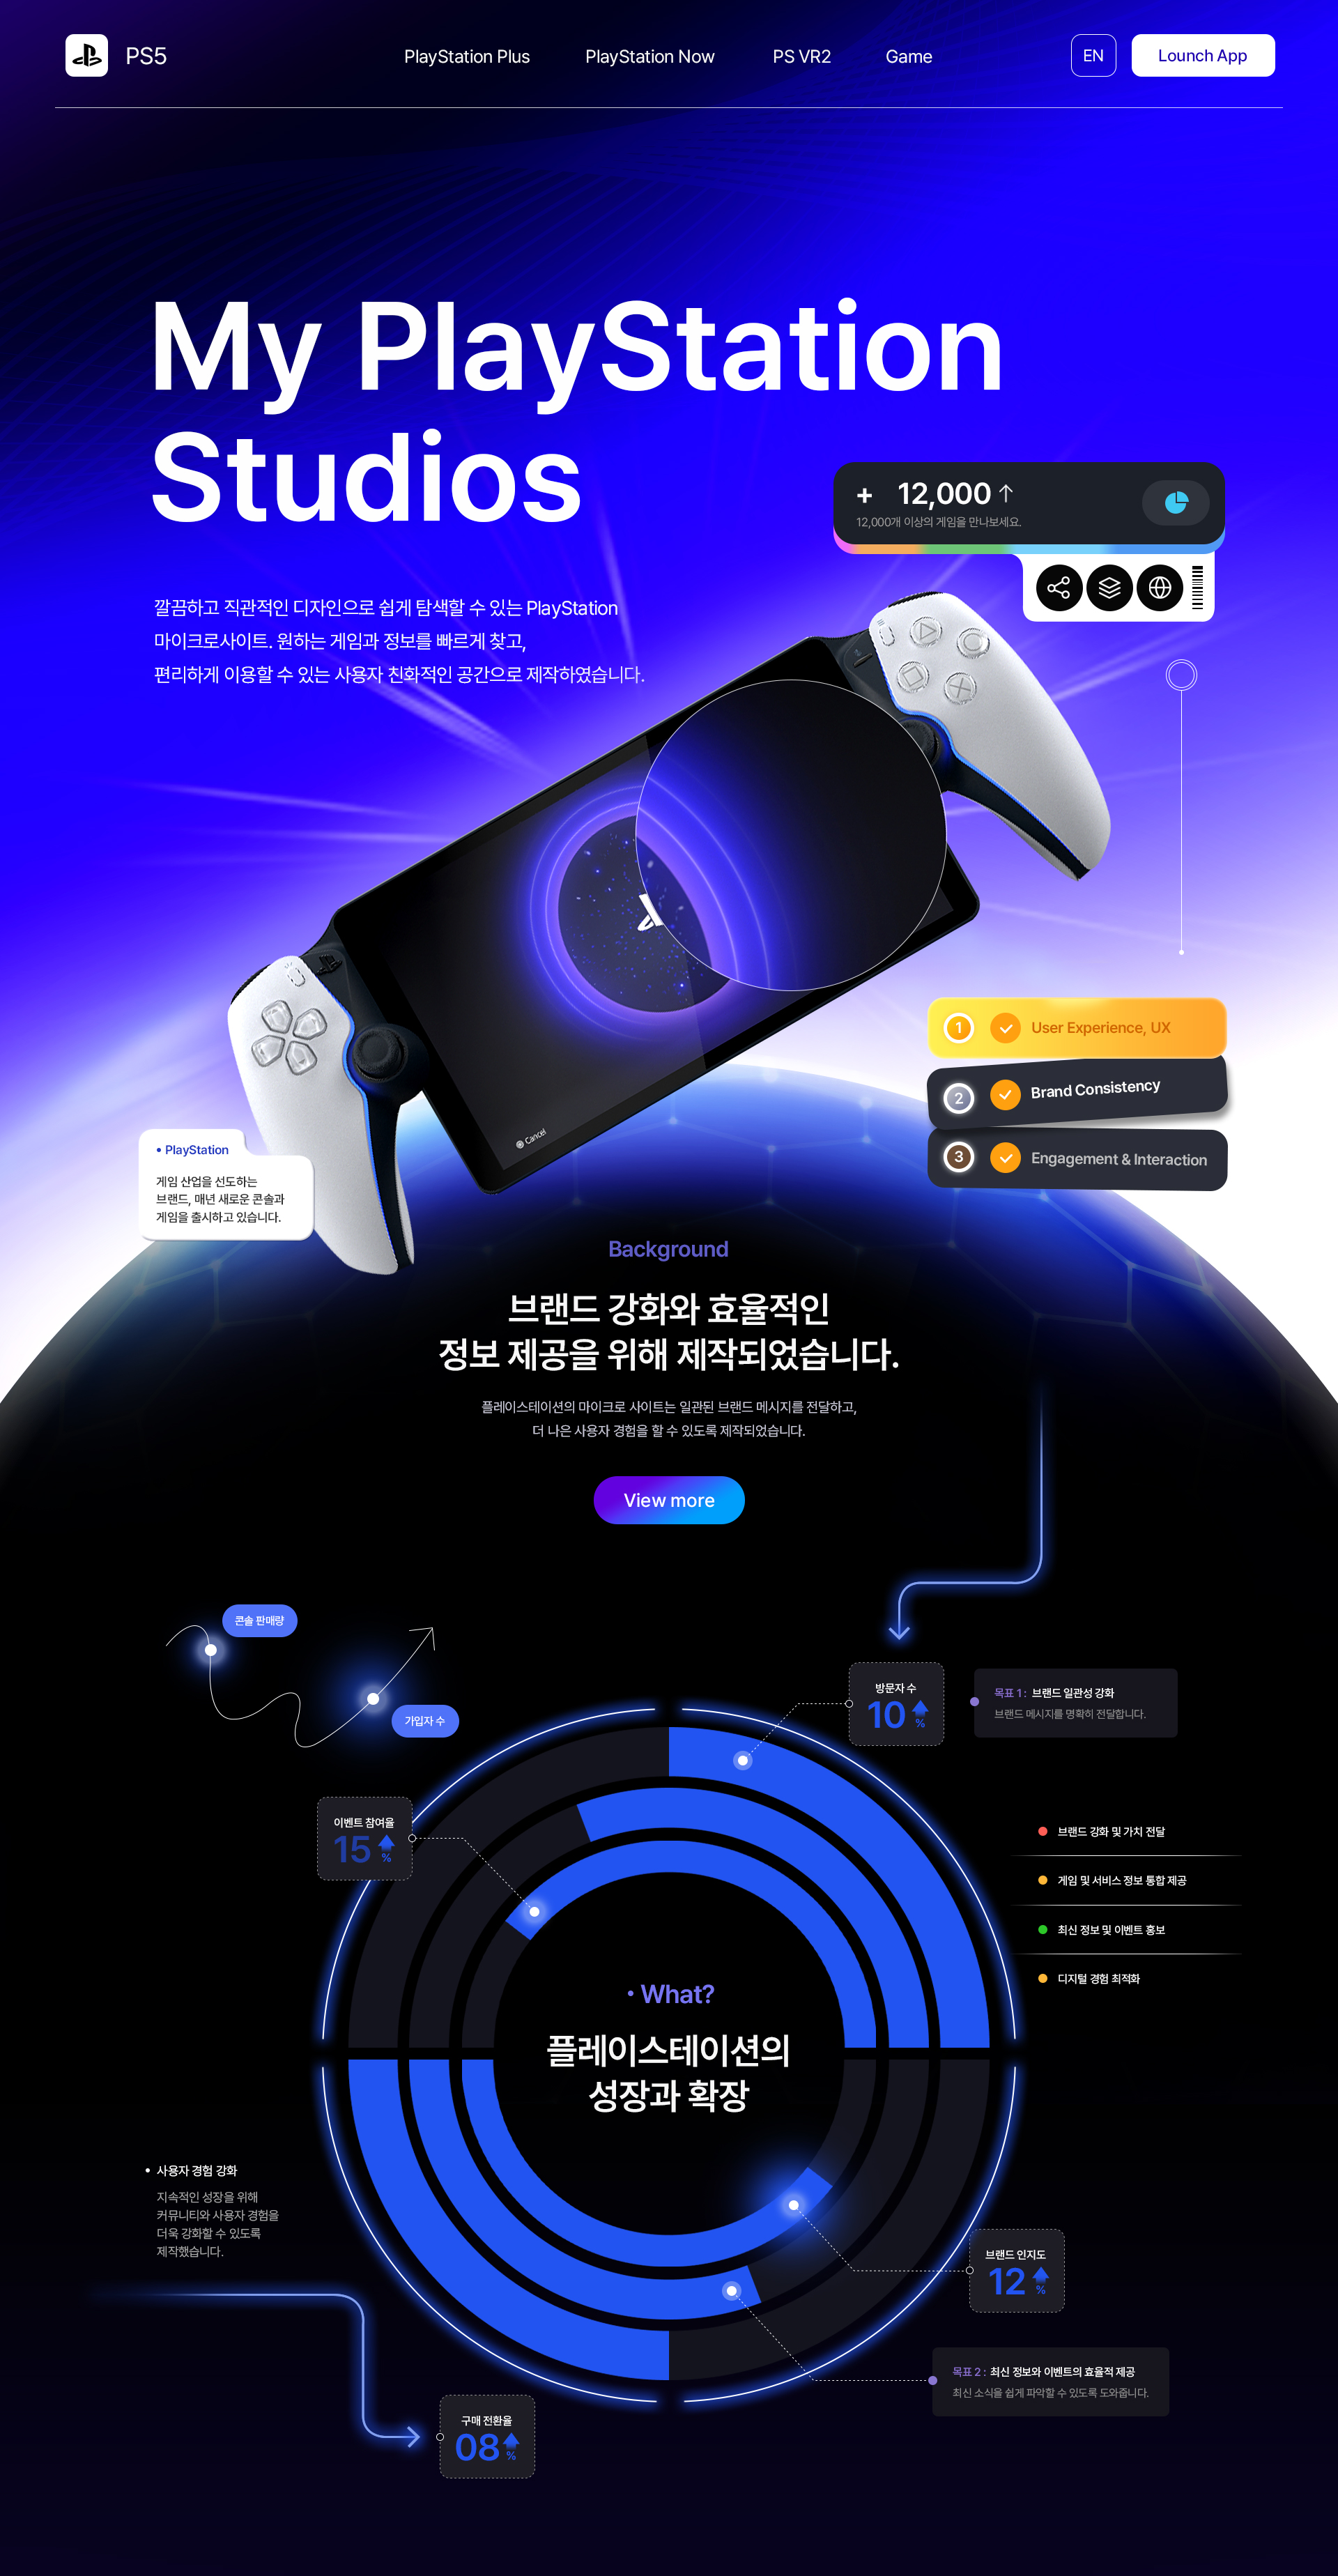 PS5
PlayStation Plus
PlayStation Now
PS VR2
Game
EN
Lounch App
My PlayStation
Studios
+ 12,000
12,000개 이상의 게임을 만나보세요.
깔끔하고 직관적인 디자인으로 쉽게 탐색할 수 있는 PlayStation
마이크로사이트. 원하는 게임과 정보를 빠르게 찾고,
편리하게 이용할 수 있는 사용자 친화적인 공간으로 제작하였습니다.
1 User Experience, UX
2 Brand Consistency
3 Engagement & Interaction
Cancel
• PlayStation
게임 산업을 선도하는
브랜드, 매년 새로운 콘솔과
게임을 출시하고 있습니다.
Background
브랜드 강화와 효율적인
정보 제공을 위해 제작되었습니다.
플레이스테이션의 마이크로 사이트는 일관된 브랜드 메시지를 전달하고,
더 나은 사용자 경험을 할 수 있도록 제작되었습니다.
View more
콘솔 판매량
가입자 수
방문자 수
10 %
목표 1 : 브랜드 일관성 강화
브랜드 메시지를 명확히 전달합니다.
이벤트 참여율
15 %
브랜드 강화 및 가치 전달
게임 및 서비스 정보 통합 제공
최신 정보 및 이벤트 홍보
디지털 경험 최적화
• What?
플레이스테이션의
성장과 확장
• 사용자 경험 강화
지속적인 성장을 위해
커뮤니티와 사용자 경험을
더욱 강화할 수 있도록
제작했습니다.
브랜드 인지도
12 %
목표 2 : 최신 정보와 이벤트의 효율적 제공
최신 소식을 쉽게 파악할 수 있도록 도와줍니다.
구매 전환율
08 %